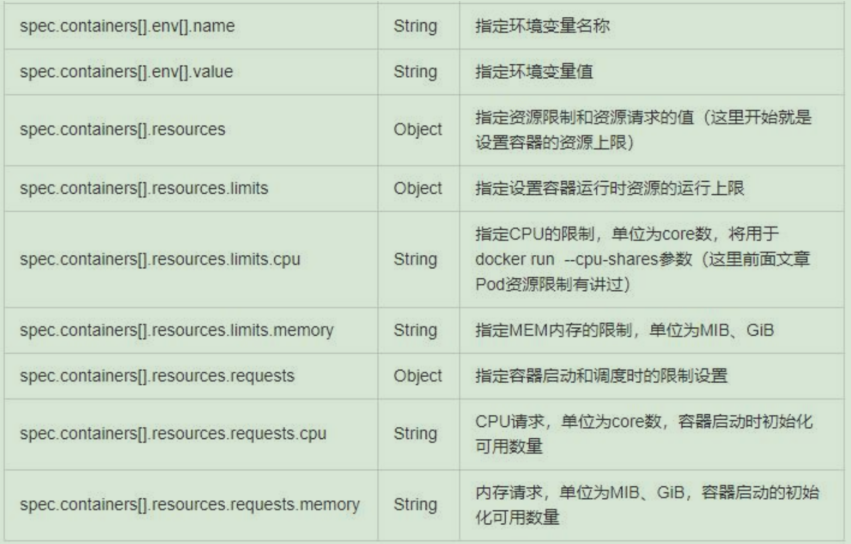 spec.containers[].env[].name String 指定环境变量名称
spec.containers[].env[].value String 指定环境变量值
spec.containers[].resources Object 指定资源限制和资源请求的值（这里开始就是
设置容器的资源上限）
spec.containers[].resources.limits Object 指定设置容器运行时资源的运行上限
指定CPU的限制，单位为core数，将用于
spec.containers[].resources.limits.cpu String docker run --cpu-shares参数（这里前面文章
Pod资源限制有讲过）
spec.containers[].resources.limits.memory String 指定MEM内存的限制，单位为MIB、GiB
spec.containers[].resources.requests Object 指定容器启动和调度时的限制设置
spec.containers[].resources.requests.cpu String CPU请求，单位为core数，容器启动时初始化
可用数量
spec.containers[].resources.requests.memory String 内存请求，单位为MIB、GiB，容器启动的初始
化可用数量